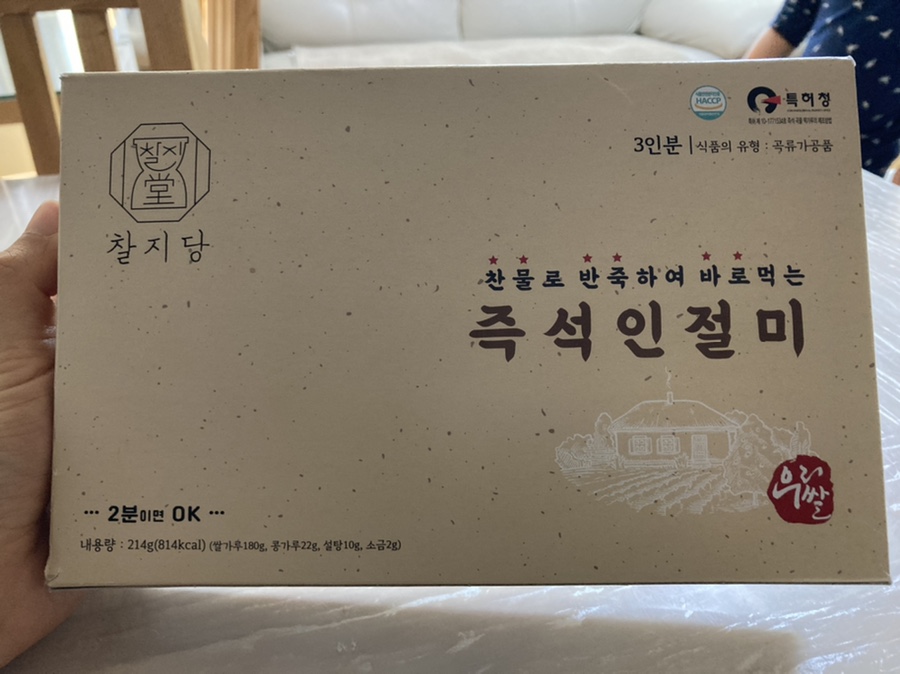 찰지
堂
찰지당
HACCP
특허청
3인분 | 식품의 유형 : 곡류가공품
찬물로 반죽하여 바로먹는
즉석인절미
우리
쌀
··· 2분이면 OK ···
내용량 : 214g(814kcal) (쌀가루180g, 콩가루22g, 설탕10g, 소금2g)